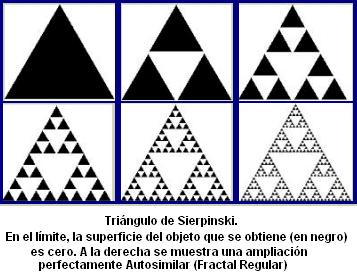 Triángulo de Sierpinski.
En el límite, la superficie del objeto que se obtiene (en negro)
es cero. A la derecha se muestra una ampliación
perfectamente Autosimilar (Fractal Regular)